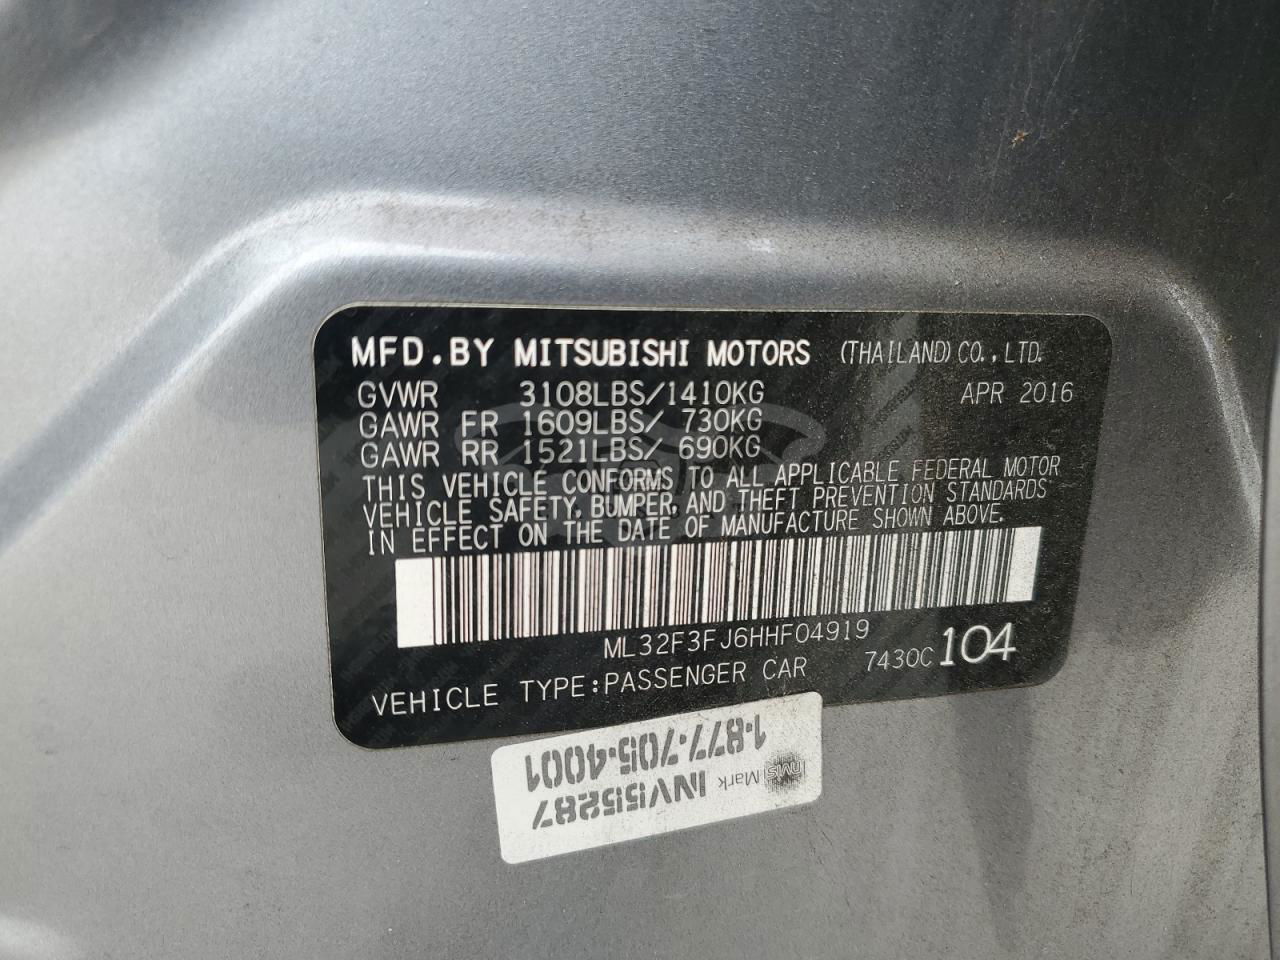 MFD.BY MITSUBISHI MOTORS (THAILAND) CO., LTD.
GVWR 3108LBS/1410KG APR 2016
GAWR FR 1609LBS/ 730KG
GAWR RR 1521LBS/ 690KG
THIS VEHICLE CONFORMS TO ALL APPLICABLE FEDERAL MOTOR
VEHICLE SAFETY, BUMPER, AND THEFT PREVENTION STANDARDS
IN EFFECT ON THE DATE OF MANUFACTURE SHOWN ABOVE.
ML32F3FJ6HHF04919
VEHICLE TYPE:PASSENGER CAR 7430C 104
INVISMark INV55287
1-877-705-4001